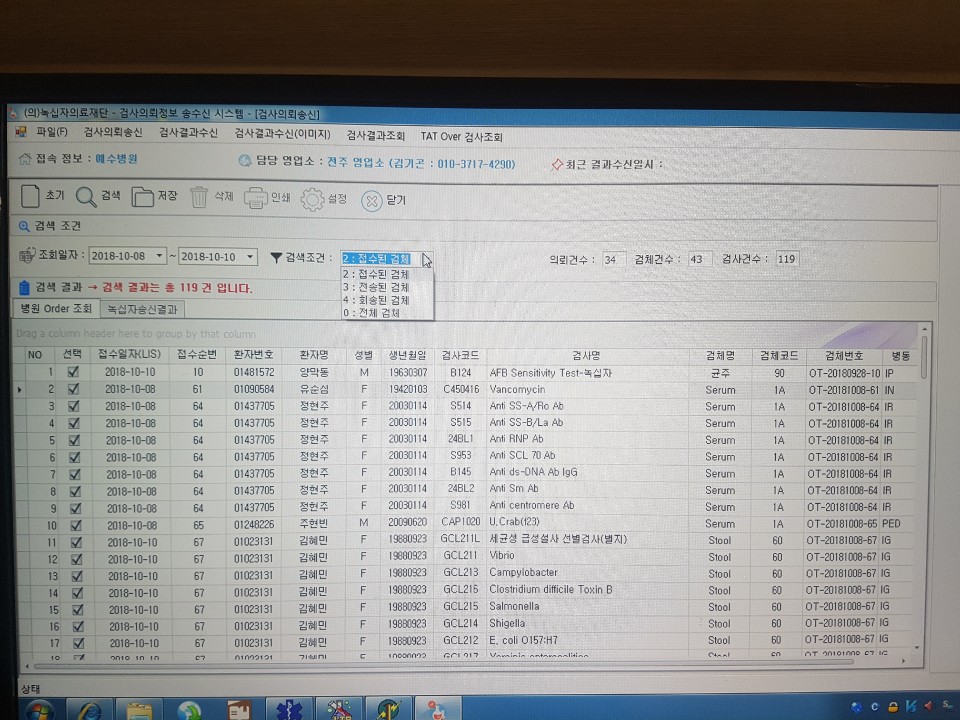 (의)녹십자의료재단 - 검사의뢰정보 송수신 시스템 - [검사의뢰송신]
파일(F) 검사의뢰송신 검사결과수신 검사결과수신(이미지) 검사결과조회 TAT Over 검사조회
접속 정보 : 예수병원 담당 영업소 : 전주 영업소 (김기곤 : 010-3717-4290) 최근 결과수신일시 :
초기 검색 저장 삭제 인쇄 설정 닫기
검색 조건
조회일자 : 2018-10-08 ~ 2018-10-10 검색조건 : 2 : 접수된 검체 의뢰건수 : 34 검체건수 : 43 검사건수 : 119
2 : 접수된 검체
3 : 전송된 검체
4 : 회송된 검체
0 : 전체 검체
검색 결과 → 검색 결과는 총 119 건 입니다.
병원 Order 조회 녹십자송신결과
Drag a column header here to group by that column
NO 선택 접수일자(LIS) 접수순번 환자번호 환자명 성별 생년월일 검사코드 검사명 검체명 검체코드 검체번호 병동
1 2018-10-10 10 01481572 양막동 M 19630307 B124 AFB Sensitivity Test-녹십자 균주 90 OT-20180928-10 IP
2 2018-10-08 61 01090584 유순심 F 19420103 C450416 Vancomycin Serum 1A OT-20181008-61 IN
3 2018-10-08 64 01437705 정현주 F 20030114 S514 Anti SS-A/Ro Ab Serum 1A OT-20181008-64 IR
4 2018-10-08 64 01437705 정현주 F 20030114 S515 Anti SS-B/La Ab Serum 1A OT-20181008-64 IR
5 2018-10-08 64 01437705 정현주 F 20030114 24BL1 Anti RNP Ab Serum 1A OT-20181008-64 IR
6 2018-10-08 64 01437705 정현주 F 20030114 S953 Anti SCL 70 Ab Serum 1A OT-20181008-64 IR
7 2018-10-08 64 01437705 정현주 F 20030114 B145 Anti ds-DNA Ab IgG Serum 1A OT-20181008-64 IR
8 2018-10-08 64 01437705 정현주 F 20030114 24BL2 Anti Sm Ab Serum 1A OT-20181008-64 IR
9 2018-10-08 64 01437705 정현주 F 20030114 S981 Anti centromere Ab Serum 1A OT-20181008-64 IR
10 2018-10-08 65 01248226 주현빈 M 20090620 CAP1020 U,Crab(f23) Serum 1A OT-20181008-65 PED
11 2018-10-08 67 01023131 김혜민 F 19880923 GCL211L 세균성 급성설사 선별검사(별지) Stool 60 OT-20181008-67 IG
12 2018-10-08 67 01023131 김혜민 F 19880923 GCL211 Vibrio Stool 60 OT-20181008-67 IG
13 2018-10-10 67 01023131 김혜민 F 19880923 GCL213 Campylobacter Stool 60 OT-20181008-67 IG
14 2018-10-10 67 01023131 김혜민 F 19880923 GCL216 Clostridium difficile Toxin B Stool 60 OT-20181008-67 IG
15 2018-10-10 67 01023131 김혜민 F 19880923 GCL215 Salmonella Stool 60 OT-20181008-67 IG
16 2018-10-10 67 01023131 김혜민 F 19880923 GCL214 Shigella Stool 60 OT-20181008-67 IG
17 2018-10-10 67 01023131 김혜민 F 19880923 GCL212 E, coli O157:H7 Stool 60 OT-20181008-67 IG
상태